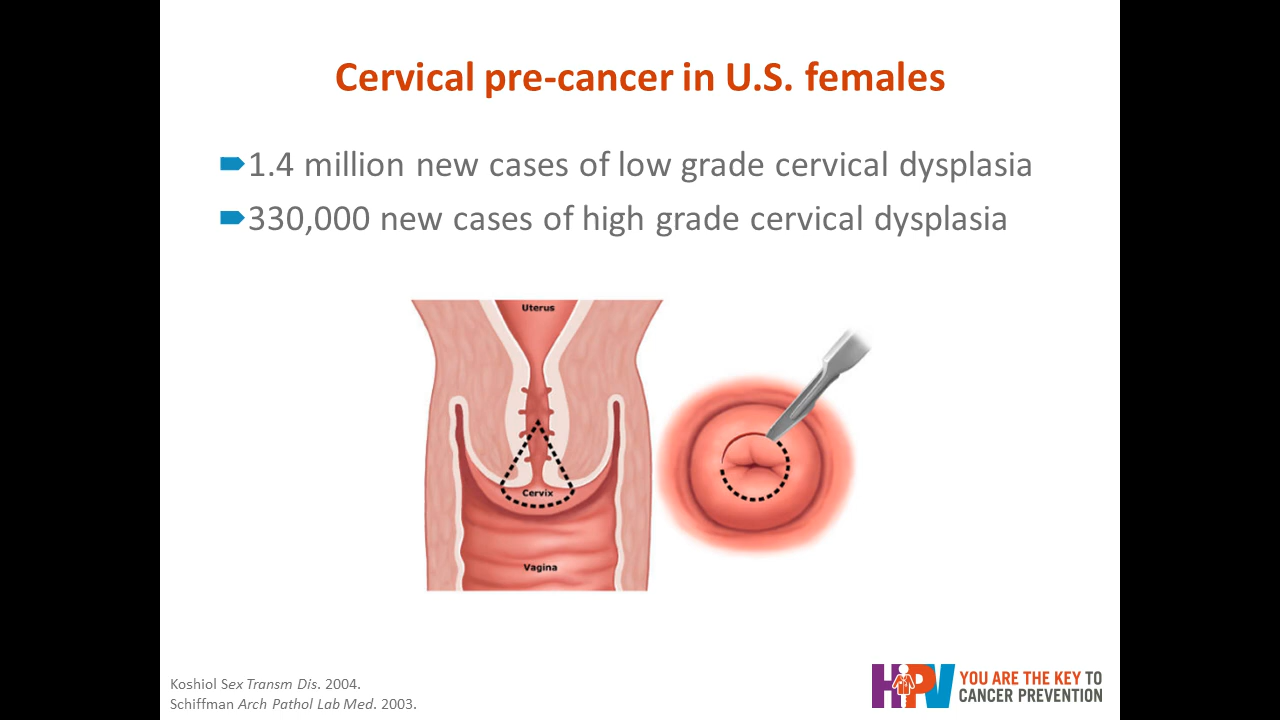 Cervical pre-cancer in U.S. females
1.4 million new cases of low grade cervical dysplasia
330,000 new cases of high grade cervical dysplasia
Uterus
Cervix
Vagina
Koshiol Sex Transm Dis. 2004.
Schiffman Arch Pathol Lab Med. 2003.
HPV
YOU ARE THE KEY TO
CANCER PREVENTION